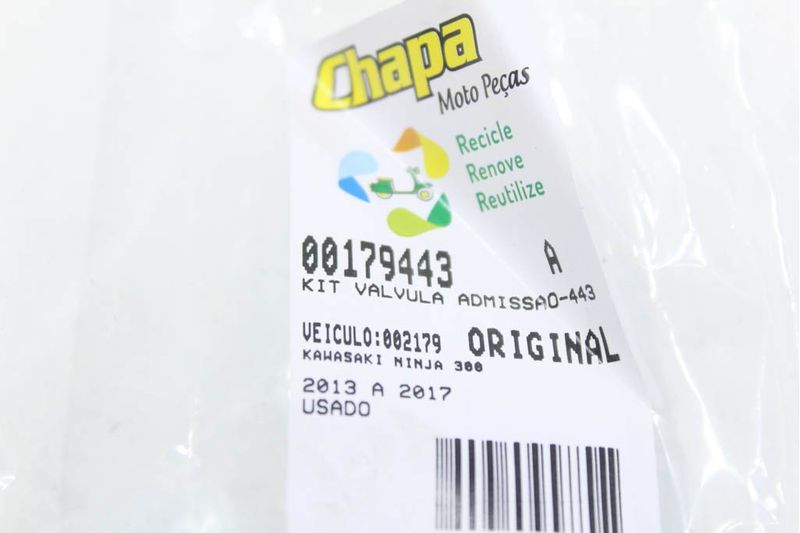 Chapa
Moto Peças
Recicle
Renove
Reutilize
00179443 A
KIT VALVULA ADMISSAO-443
VEICULO:002179 ORIGINAL
KAWASAKI NINJA 300
2013 A 2017
USADO